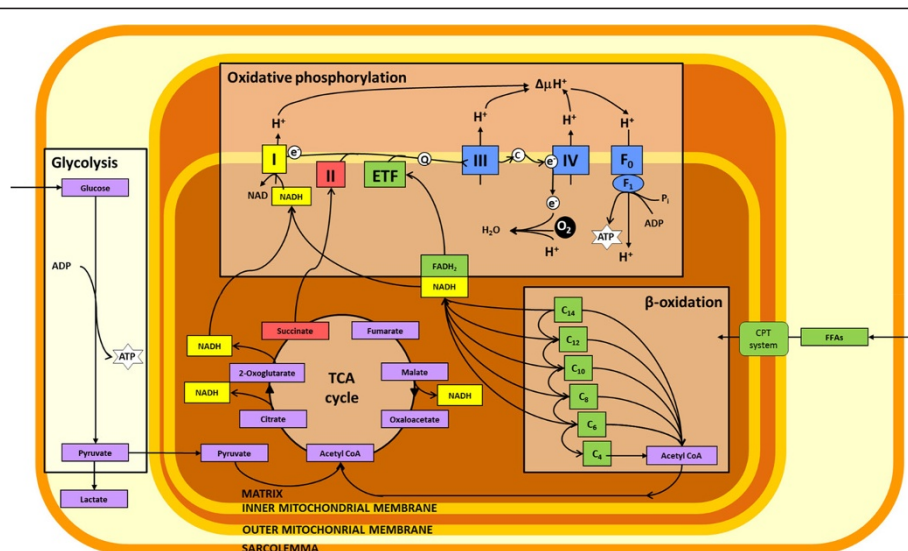 Oxidative phosphorylation
ΔμH⁺
H⁺
H⁺
H⁺
H⁺
Glycolysis
Glucose
ADP
ATP
Pyruvate
Lactate
I
e⁻
II
ETF
Q
III
C
e⁻
IV
F₀
F₁
NAD
NADH
e⁻
H₂O
O₂
H⁺
ATP
Pᵢ
ADP
H⁺
FADH₂
NADH
β-oxidation
C₁₄
C₁₂
C₁₀
C₈
C₆
C₄
Acetyl CoA
CPT
system
FFAs
Succinate
Fumarate
NADH
2-Oxoglutarate
Malate
TCA
cycle
NADH
NADH
Citrate
Oxaloacetate
Pyruvate
Acetyl CoA
MATRIX
INNER MITOCHONDRIAL MEMBRANE
OUTER MITOCHONRIAL MEMBRANE
SARCOLEMMA